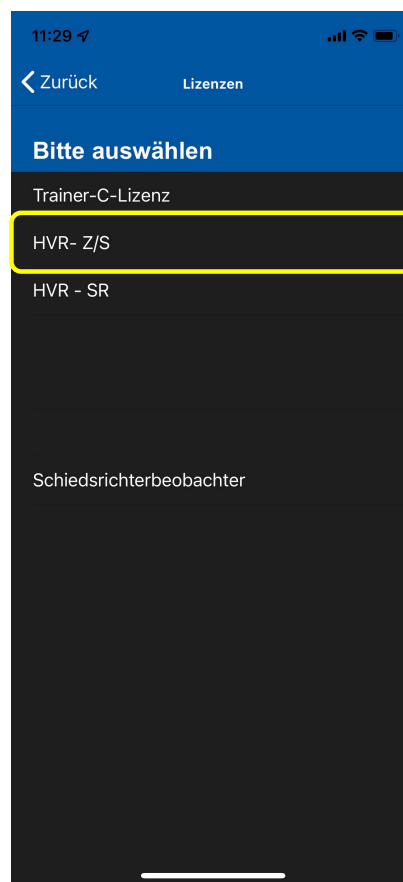 11:29
Zurück
Lizenzen
Bitte auswählen
Trainer-C-Lizenz
HVR- Z/S
HVR - SR
Schiedsrichterbeobachter